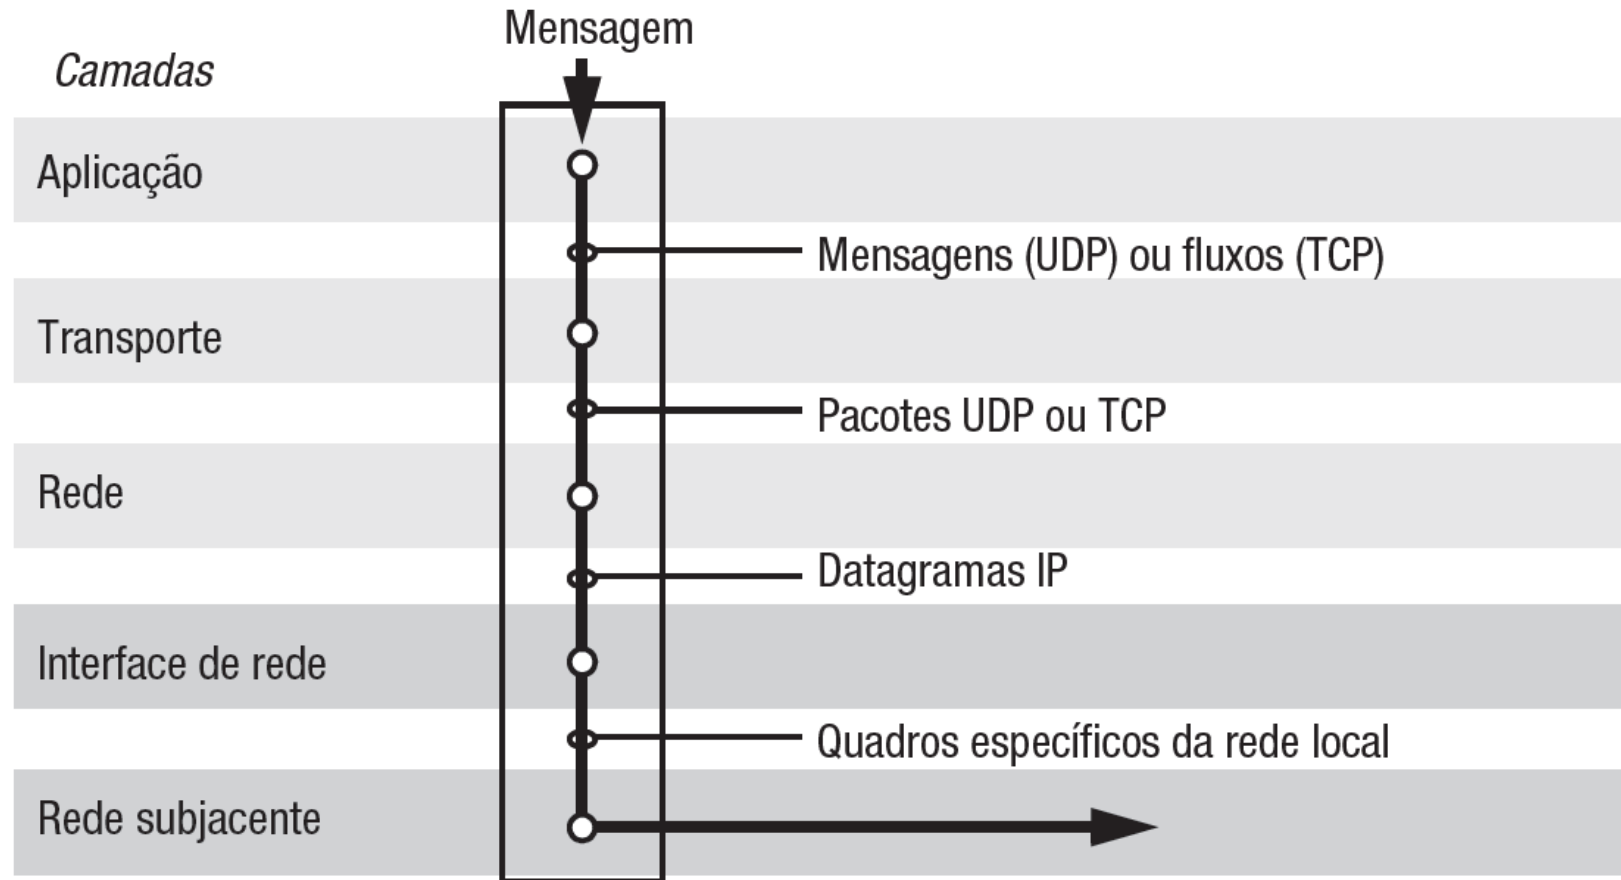 Mensagem
Camadas
Aplicação
Mensagens (UDP) ou fluxos (TCP)
Transporte
Pacotes UDP ou TCP
Rede
Datagramas IP
Interface de rede
Quadros específicos da rede local
Rede subjacente